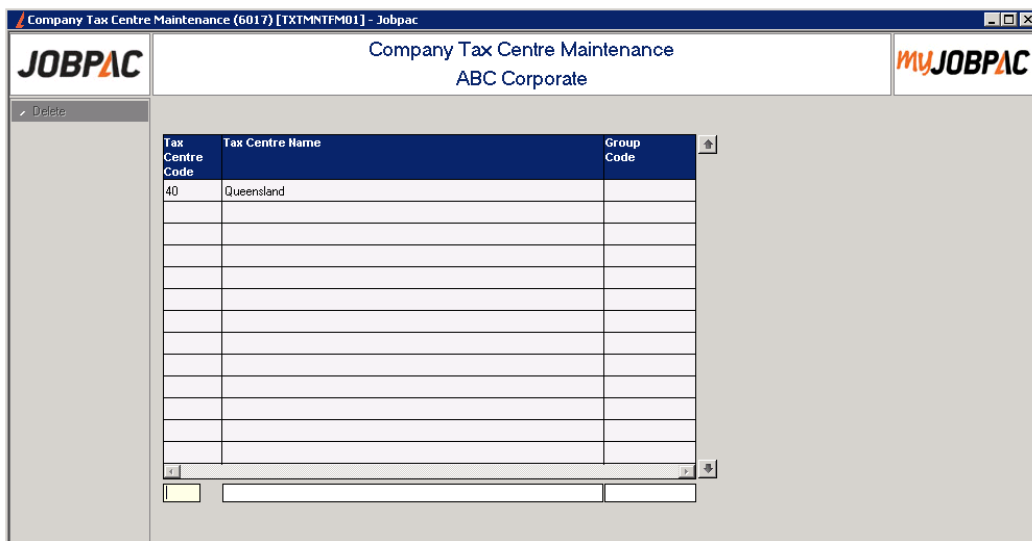 Company Tax Centre Maintenance (6017) [TXTMNTFM01] - Jobpac
JOBPAC
Company Tax Centre Maintenance
ABC Corporate
MYJOBPAC
Delete
Tax Centre Code
Tax Centre Name
Group Code
40 Queensland